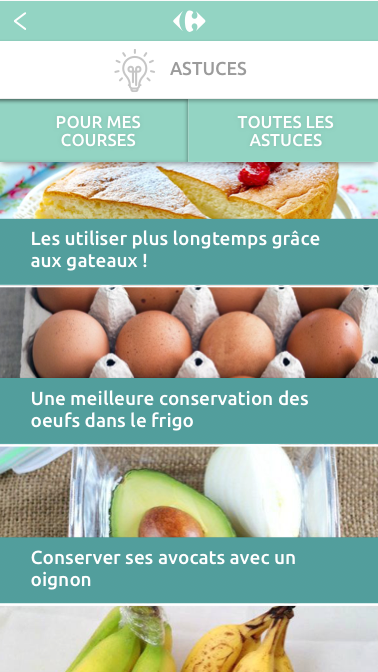 ASTUCES
POUR MES
COURSES
TOUTES LES
ASTUCES
Les utiliser plus longtemps grâce
aux gateaux !
Une meilleure conservation des
oeufs dans le frigo
Conserver ses avocats avec un
oignon